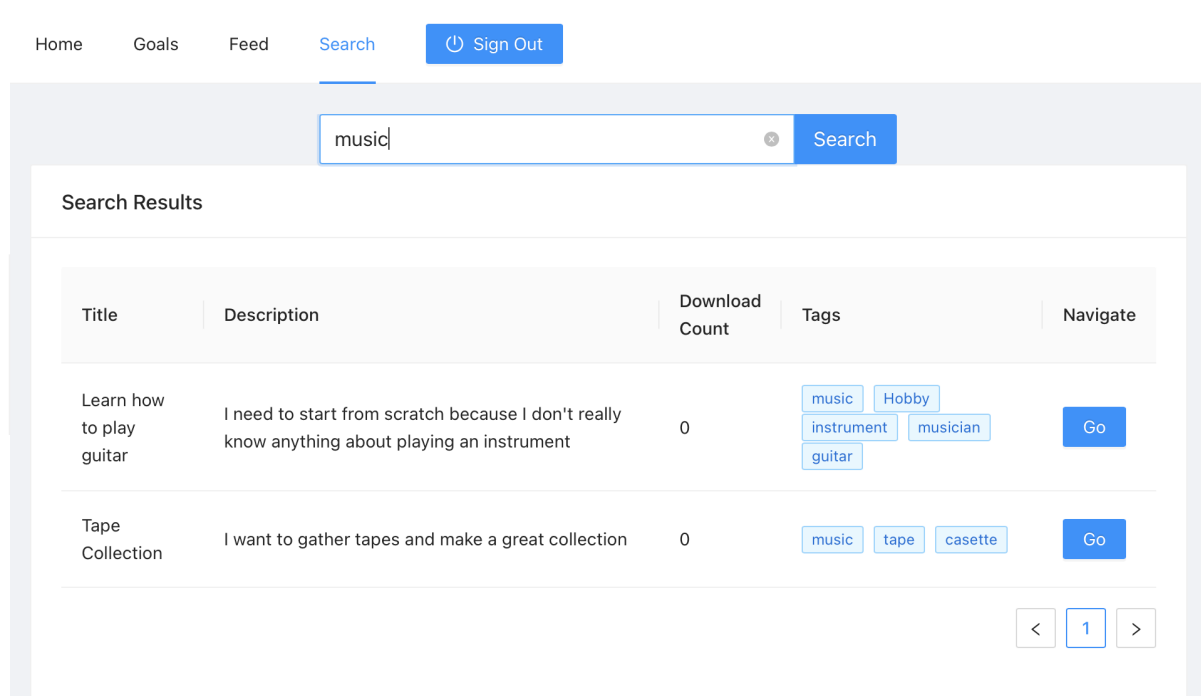 Home Goals Feed Search Sign Out
music Search
Search Results
Title Description Download Count Tags Navigate
Learn how
to play
guitar
I need to start from scratch because I don't really
know anything about playing an instrument
0
music Hobby
instrument musician
guitar
Go
Tape
Collection
I want to gather tapes and make a great collection
0
music tape casette
Go
< 1 >